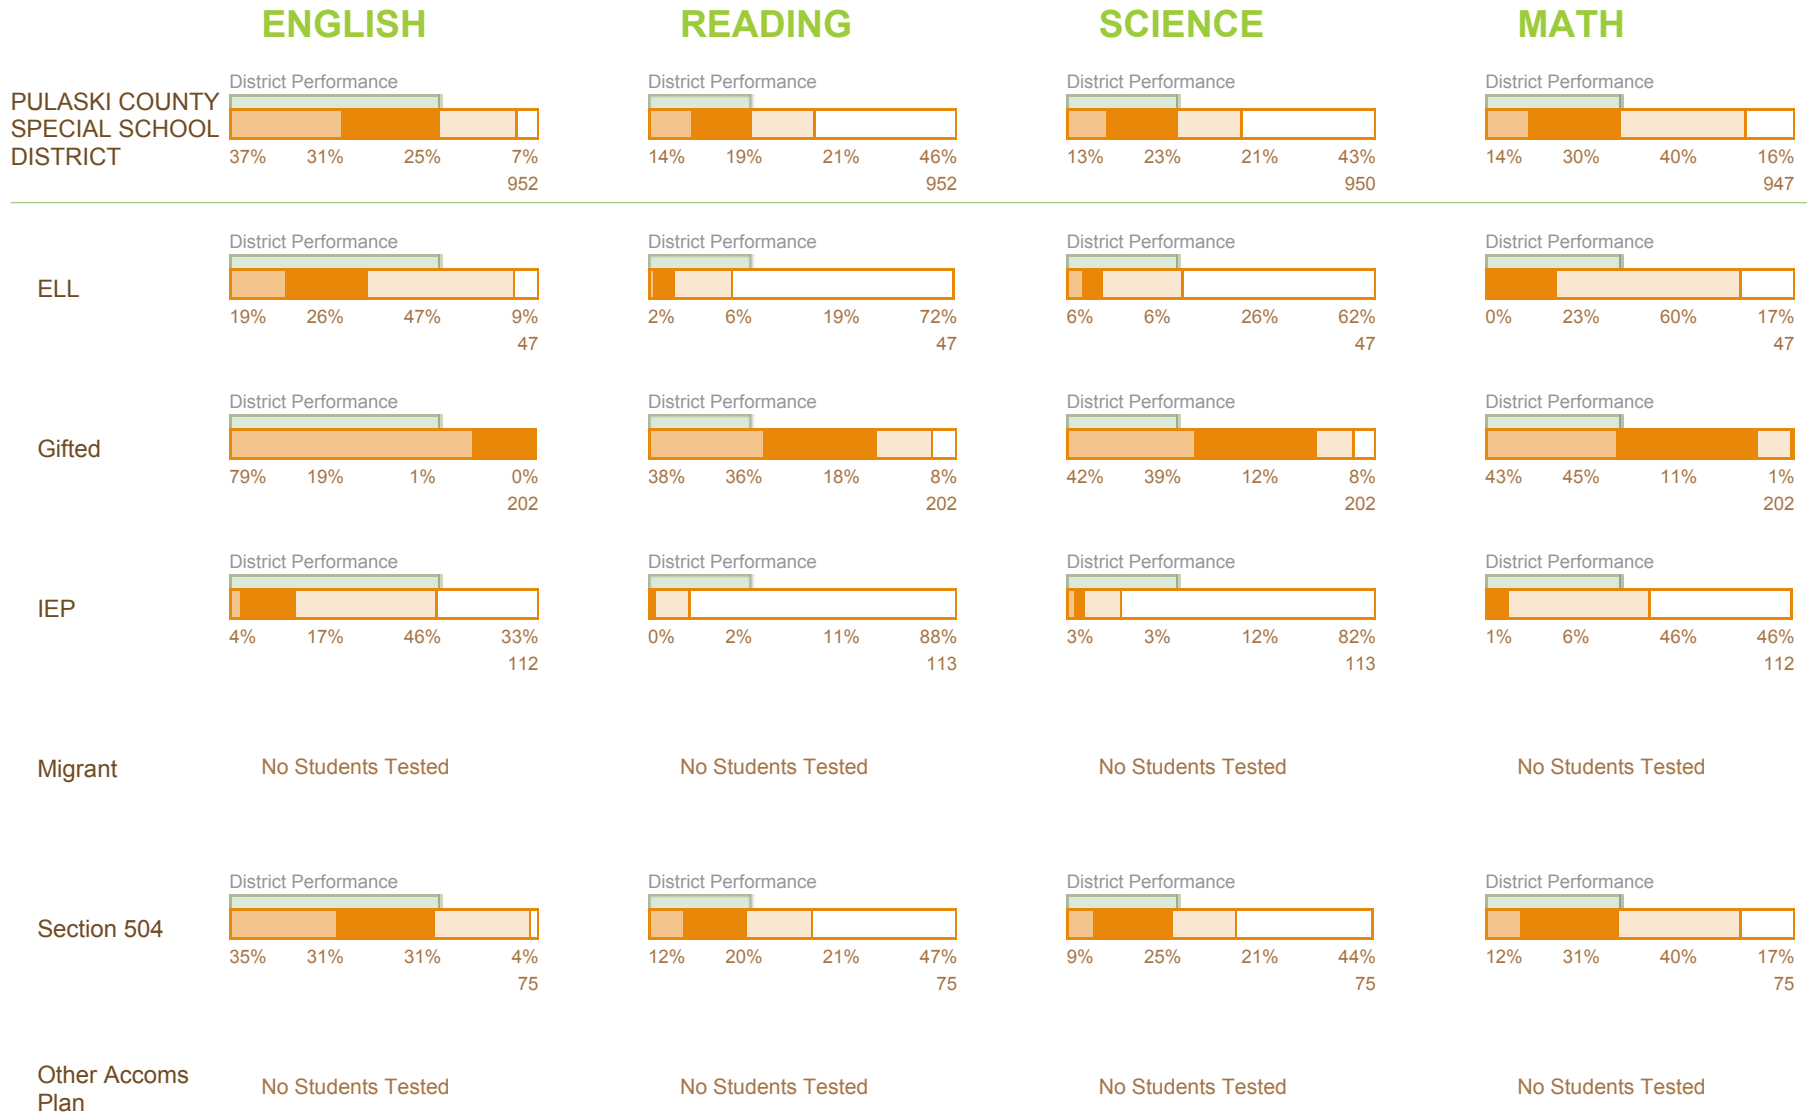 ENGLISH READING SCIENCE MATH
District Performance District Performance District Performance District Performance
PULASKI COUNTY
SPECIAL SCHOOL
DISTRICT
37% 31% 25% 7% 14% 19% 21% 46% 13% 23% 21% 43% 14% 30% 40% 16%
952 952 950 947
District Performance District Performance District Performance District Performance
ELL
19% 26% 47% 9% 2% 6% 19% 72% 6% 6% 26% 62% 0% 23% 60% 17%
47 47 47 47
District Performance District Performance District Performance District Performance
Gifted
79% 19% 1% 0% 38% 36% 18% 8% 42% 39% 12% 8% 43% 45% 11% 1%
202 202 202 202
District Performance District Performance District Performance District Performance
IEP
4% 17% 46% 33% 0% 2% 11% 88% 3% 3% 12% 82% 1% 6% 46% 46%
112 113 113 112
Migrant No Students Tested No Students Tested No Students Tested No Students Tested
District Performance District Performance District Performance District Performance
Section 504
35% 31% 31% 4% 12% 20% 21% 47% 9% 25% 21% 44% 12% 31% 40% 17%
75 75 75 75
Other Accoms
Plan
No Students Tested No Students Tested No Students Tested No Students Tested